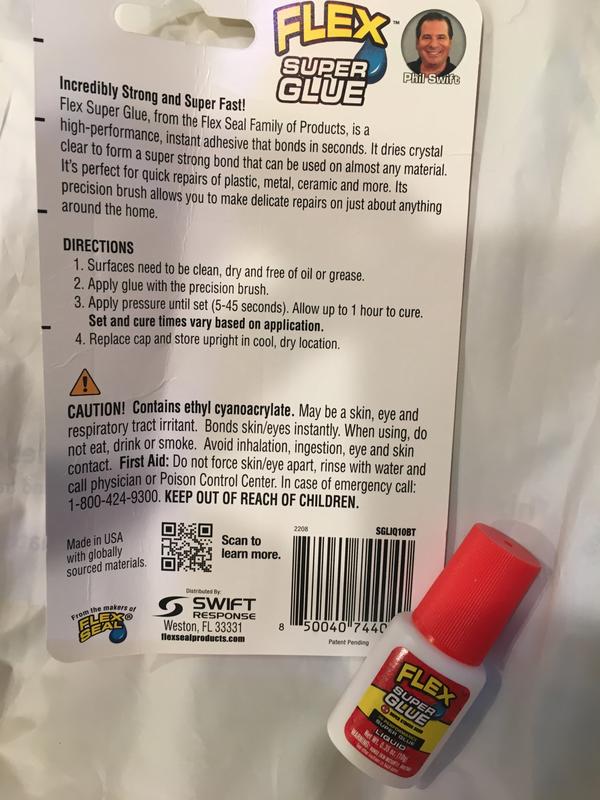 FLEX™
SUPER
GLUE
Phil Swift
Incredibly Strong and Super Fast!
Flex Super Glue, from the Flex Seal Family of Products, is a
high-performance, instant adhesive that bonds in seconds. It dries crystal
clear to form a super strong bond that can be used on almost any material.
It's perfect for quick repairs of plastic, metal, ceramic and more. Its
precision brush allows you to make delicate repairs on just about anything
around the home.
DIRECTIONS
1. Surfaces need to be clean, dry and free of oil or grease.
2. Apply glue with the precision brush.
3. Apply pressure until set (5-45 seconds). Allow up to 1 hour to cure.
Set and cure times vary based on application.
4. Replace cap and store upright in cool, dry location.
CAUTION! Contains ethyl cyanoacrylate. May be a skin, eye and
respiratory tract irritant. Bonds skin/eyes instantly. When using, do
not eat, drink or smoke. Avoid inhalation, ingestion, eye and skin
contact. First Aid: Do not force skin/eye apart, rinse with water and
call physician or Poison Control Center. In case of emergency call:
1-800-424-9300. KEEP OUT OF REACH OF CHILDREN.
Made in USA
with globally
sourced materials.
Scan to
learn more.
2208
SGLIQ10BT
8 50040 7440
Patent Pending
From the makers of
FLEX
SEAL®
Distributed By:
SWIFT
RESPONSE
Weston, FL 33331
flexsealproducts.com
FLEX
SUPER
GLUE
SUPER GLUE
LIQUID
Net Wt. 0.35 oz. (10g)
WARNING: